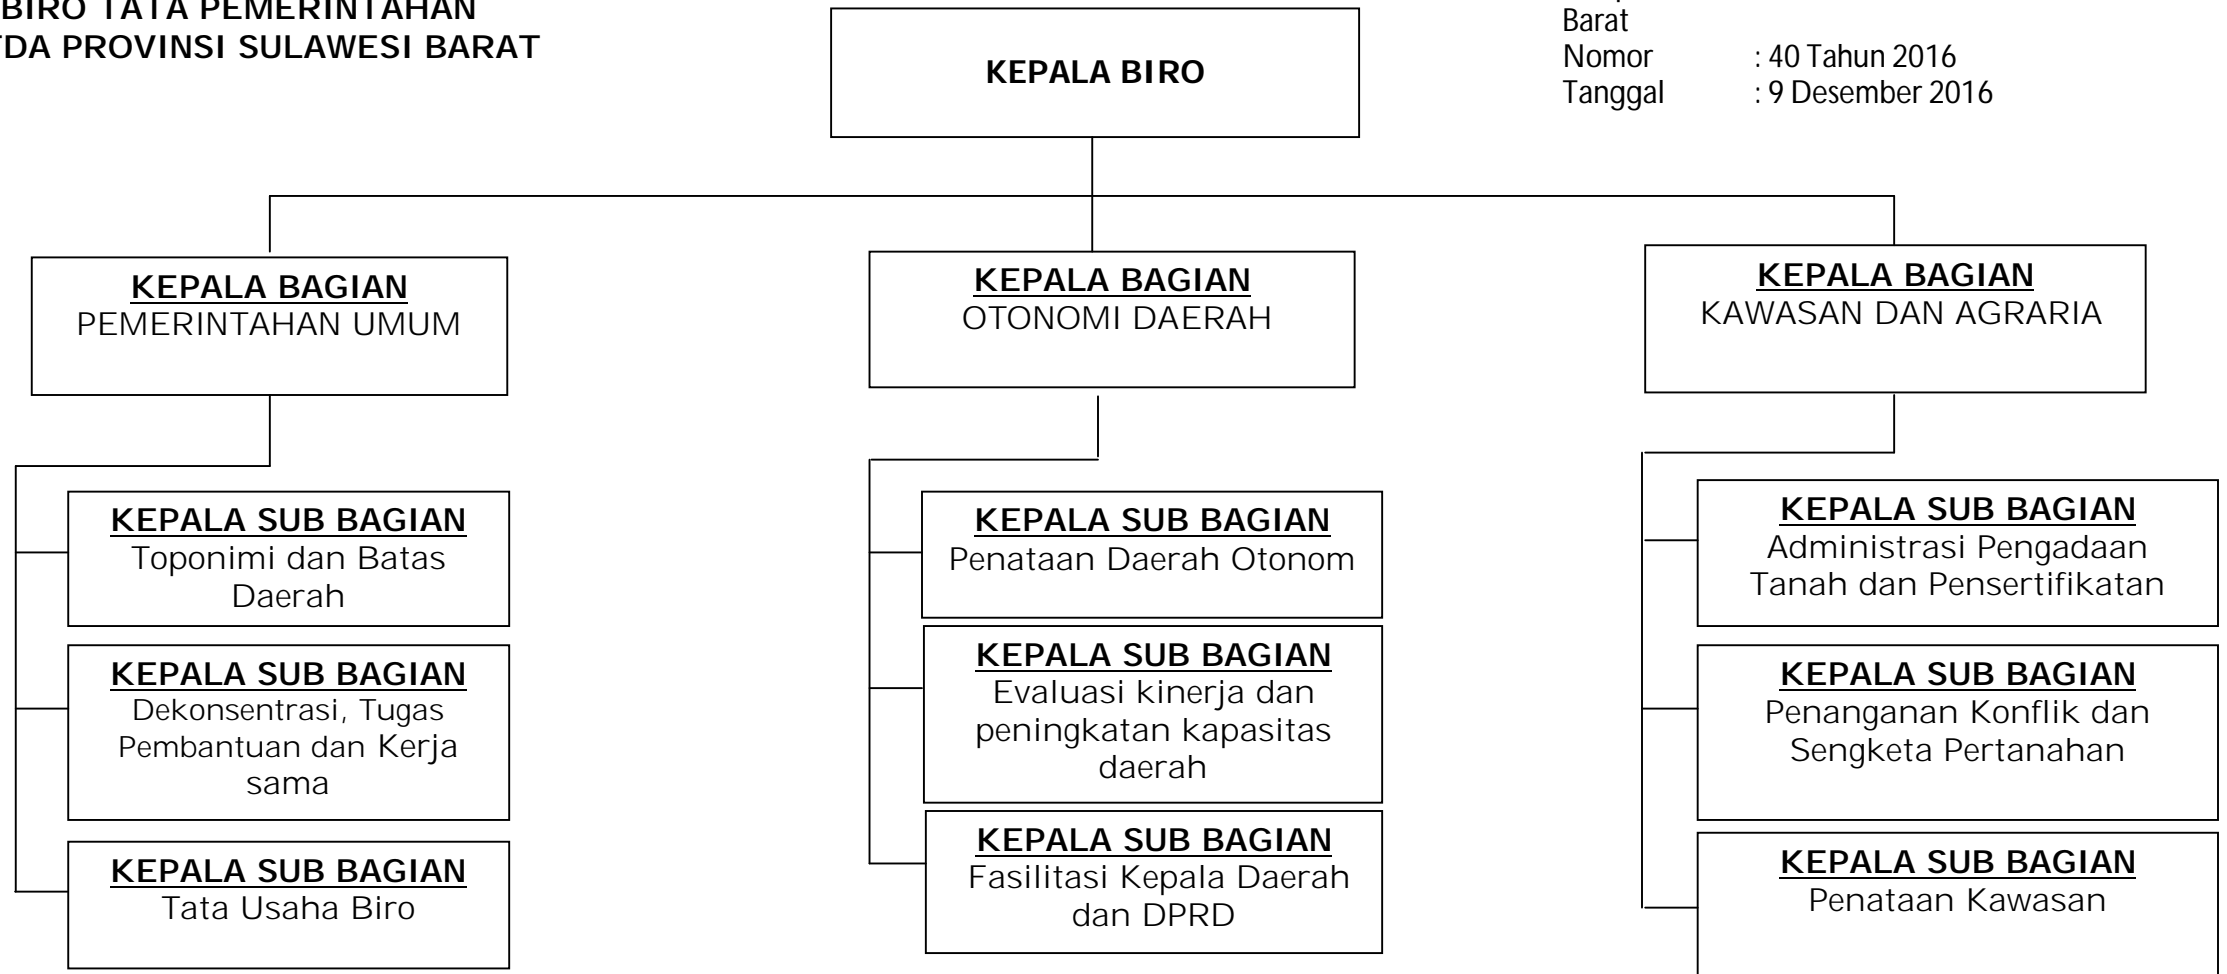 BIRO TATA PEMERINTAHAN
PROVINSI SULAWESI BARAT
Barat
Nomor : 40 Tahun 2016
Tanggal : 9 Desember 2016
KEPALA BIRO
KEPALA BAGIAN
PEMERINTAHAN UMUM
KEPALA BAGIAN
OTONOMI DAERAH
KEPALA BAGIAN
KAWASAN DAN AGRARIA
KEPALA SUB BAGIAN
Toponimi dan Batas
Daerah
KEPALA SUB BAGIAN
Dekonsentrasi, Tugas
Pembantuan dan Kerja
sama
KEPALA SUB BAGIAN
Tata Usaha Biro
KEPALA SUB BAGIAN
Penataan Daerah Otonom
KEPALA SUB BAGIAN
Evaluasi kinerja dan
peningkatan kapasitas
daerah
KEPALA SUB BAGIAN
Fasilitasi Kepala Daerah
dan DPRD
KEPALA SUB BAGIAN
Administrasi Pengadaan
Tanah dan Pensertifikatan
KEPALA SUB BAGIAN
Penanganan Konflik dan
Sengketa Pertanahan
KEPALA SUB BAGIAN
Penataan Kawasan